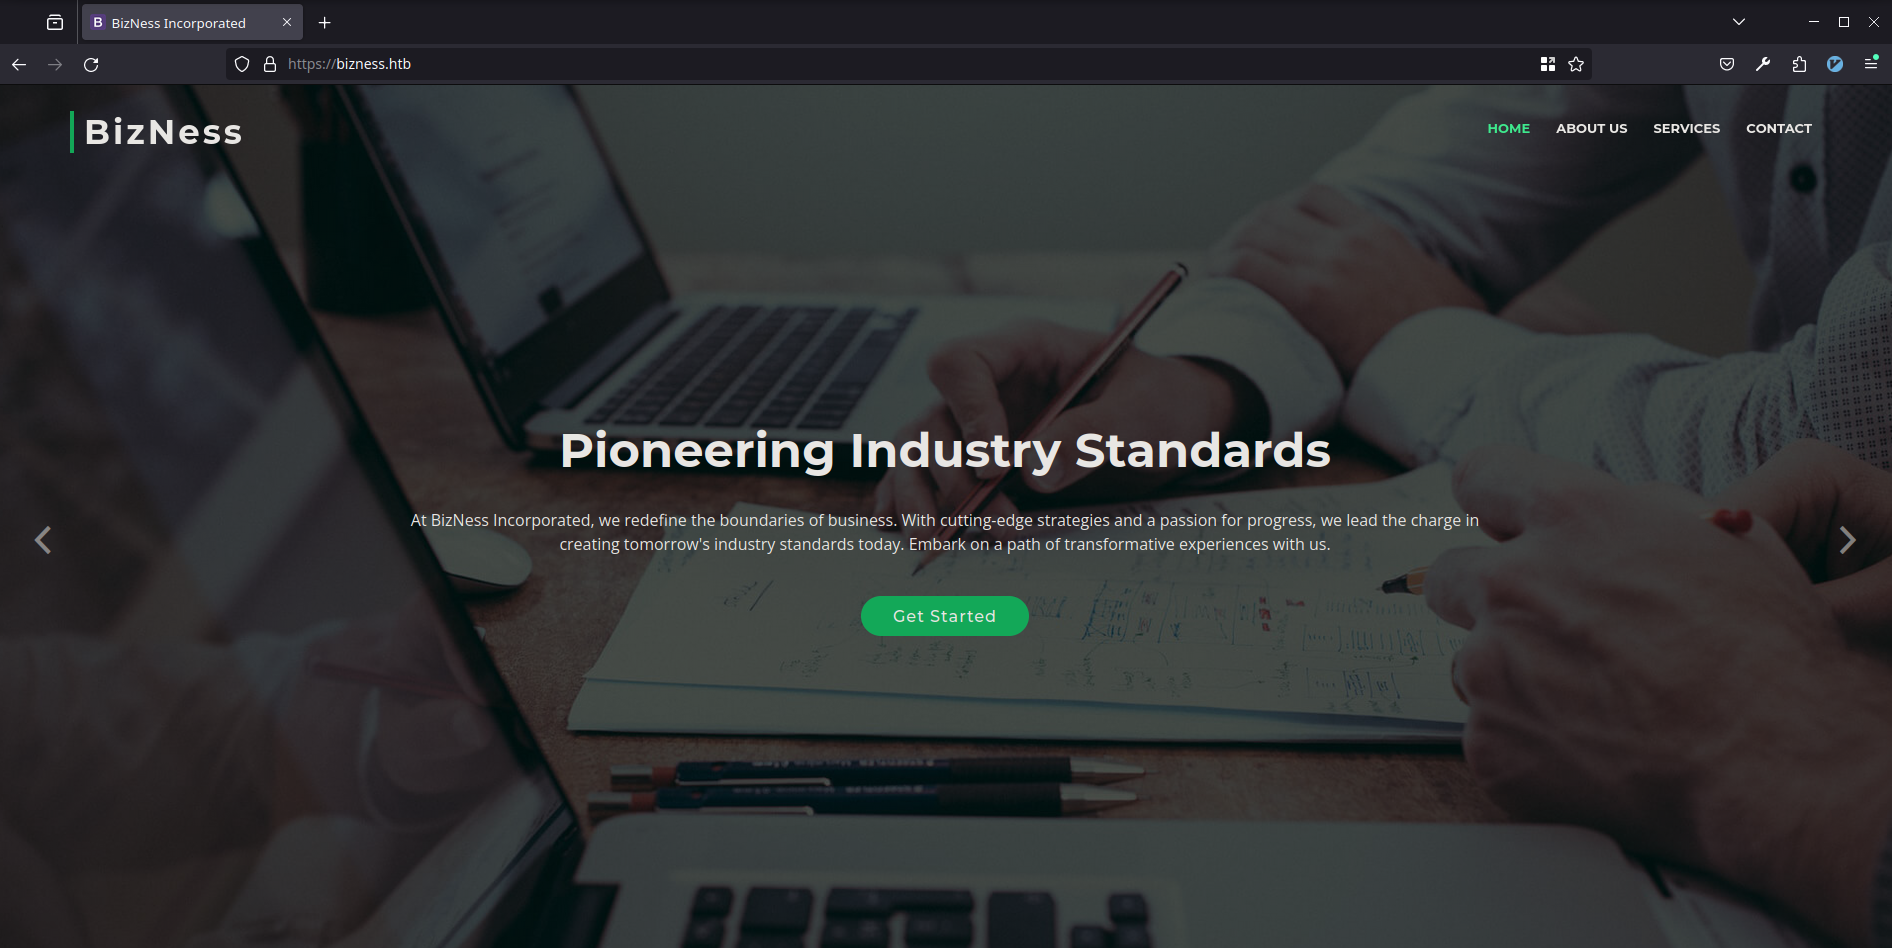 BizNess Incorporated
https://bizness.htb
BizNess
HOME ABOUT US SERVICES CONTACT
Pioneering Industry Standards
At BizNess Incorporated, we redefine the boundaries of business. With cutting-edge strategies and a passion for progress, we lead the charge in
creating tomorrow's industry standards today. Embark on a path of transformative experiences with us.
Get Started